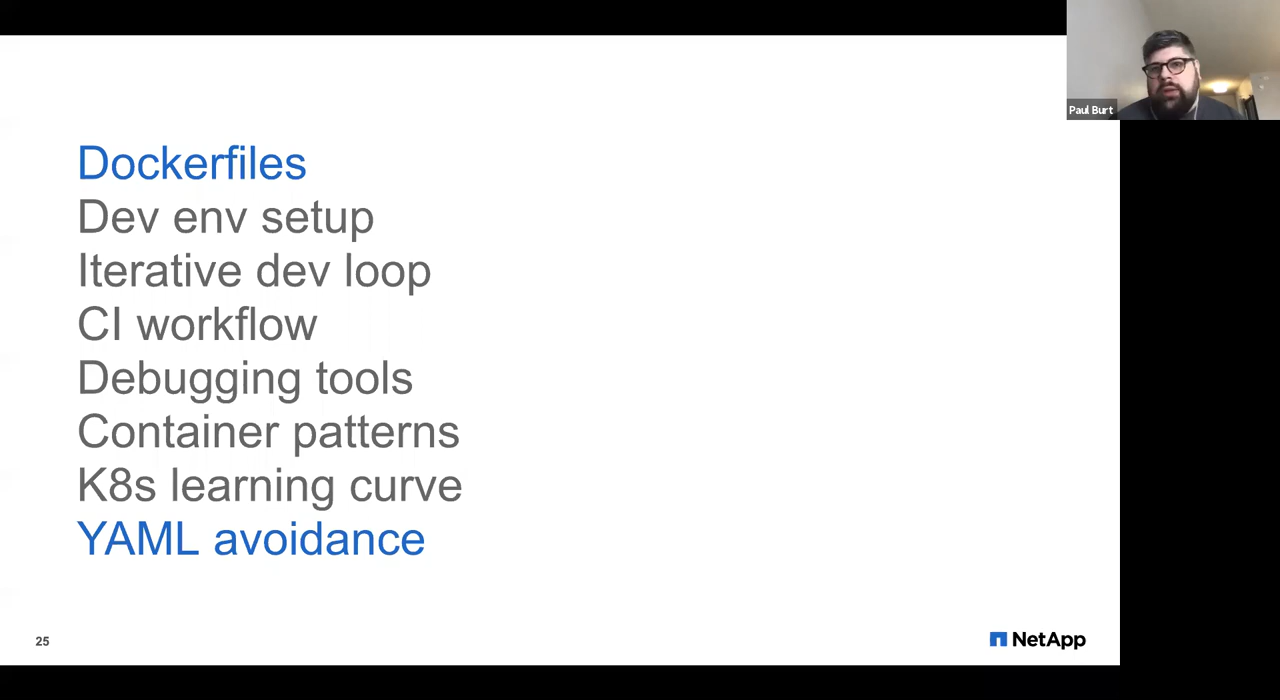 Paul Burt
Dockerfiles
Dev env setup
Iterative dev loop
CI workflow
Debugging tools
Container patterns
K8s learning curve
YAML avoidance
25
NetApp